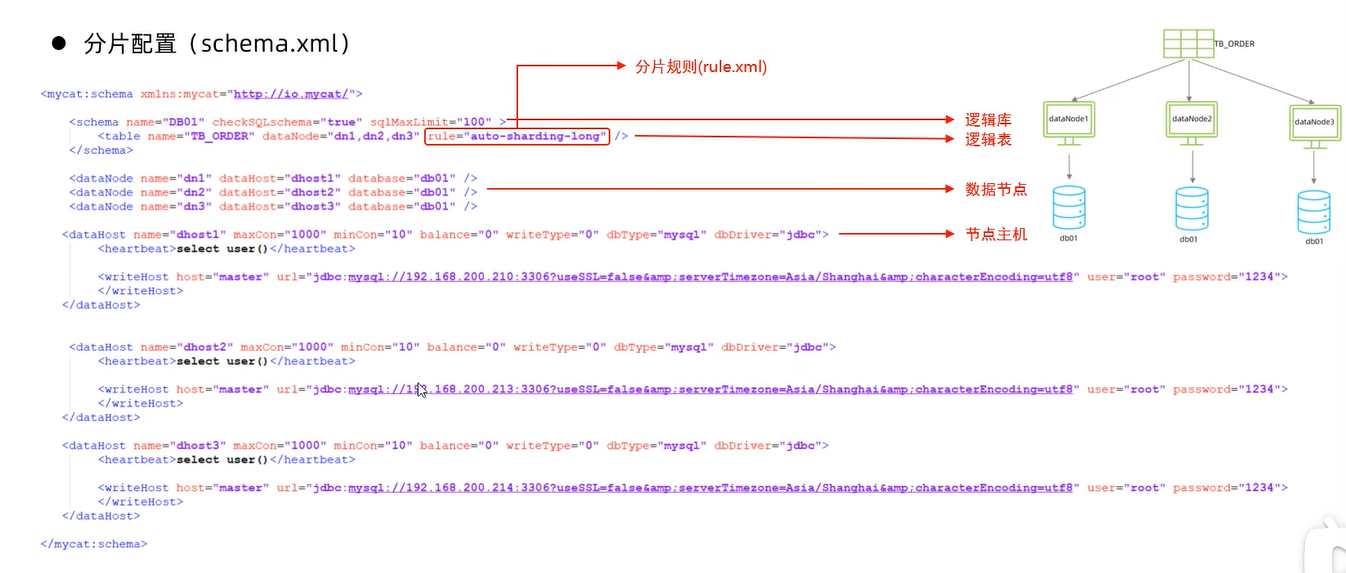 ● 分片配置（schema.xml）
分片规则(rule.xml)
<mycat:schema xmlns:mycat="http://io.mycat/">
<schema name="DB01" checkSQLschema="true" sqlMaxLimit="100" >
逻辑库
<table name="TB_ORDER" dataNode="dn1,dn2,dn3" rule="auto-sharding-long" />
逻辑表
</schema>
<dataNode name="dn1" dataHost="dhost1" database="db01" />
<dataNode name="dn2" dataHost="dhost2" database="db01" />
数据节点
<dataNode name="dn3" dataHost="dhost3" database="db01" />
<dataHost name="dhost1" maxCon="1000" minCon="10" balance="0" writeType="0" dbType="mysql" dbDriver="jdbc">
节点主机
<heartbeat>select user()</heartbeat>
<writeHost host="master" url="jdbc:mysql://192.168.200.210:3306?useSSL=false&amp;serverTimezone=Asia/Shanghai&amp;characterEncoding=utf8" user="root" password="1234">
</writeHost>
</dataHost>
<dataHost name="dhost2" maxCon="1000" minCon="10" balance="0" writeType="0" dbType="mysql" dbDriver="jdbc">
<heartbeat>select user()</heartbeat>
<writeHost host="master" url="jdbc:mysql://192.168.200.213:3306?useSSL=false&amp;serverTimezone=Asia/Shanghai&amp;characterEncoding=utf8" user="root" password="1234">
</writeHost>
</dataHost>
<dataHost name="dhost3" maxCon="1000" minCon="10" balance="0" writeType="0" dbType="mysql" dbDriver="jdbc">
<heartbeat>select user()</heartbeat>
<writeHost host="master" url="jdbc:mysql://192.168.200.214:3306?useSSL=false&amp;serverTimezone=Asia/Shanghai&amp;characterEncoding=utf8" user="root" password="1234">
</writeHost>
</dataHost>
</mycat:schema>
TB_ORDER
dataNode1
dataNode2
dataNode3
db01
db01
db01